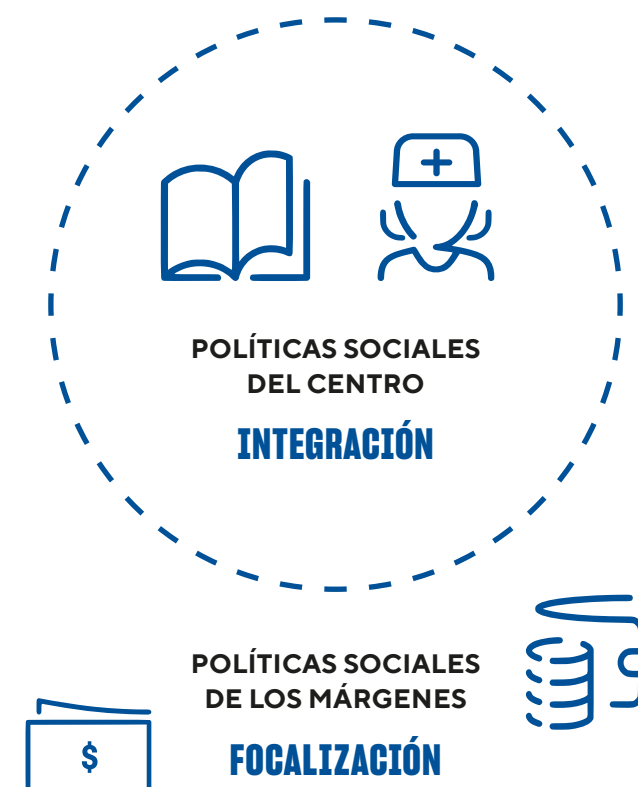 POLÍTICAS SOCIALES
DEL CENTRO
INTEGRACIÓN
POLÍTICAS SOCIALES
DE LOS MÁRGENES
FOCALIZACIÓN
$